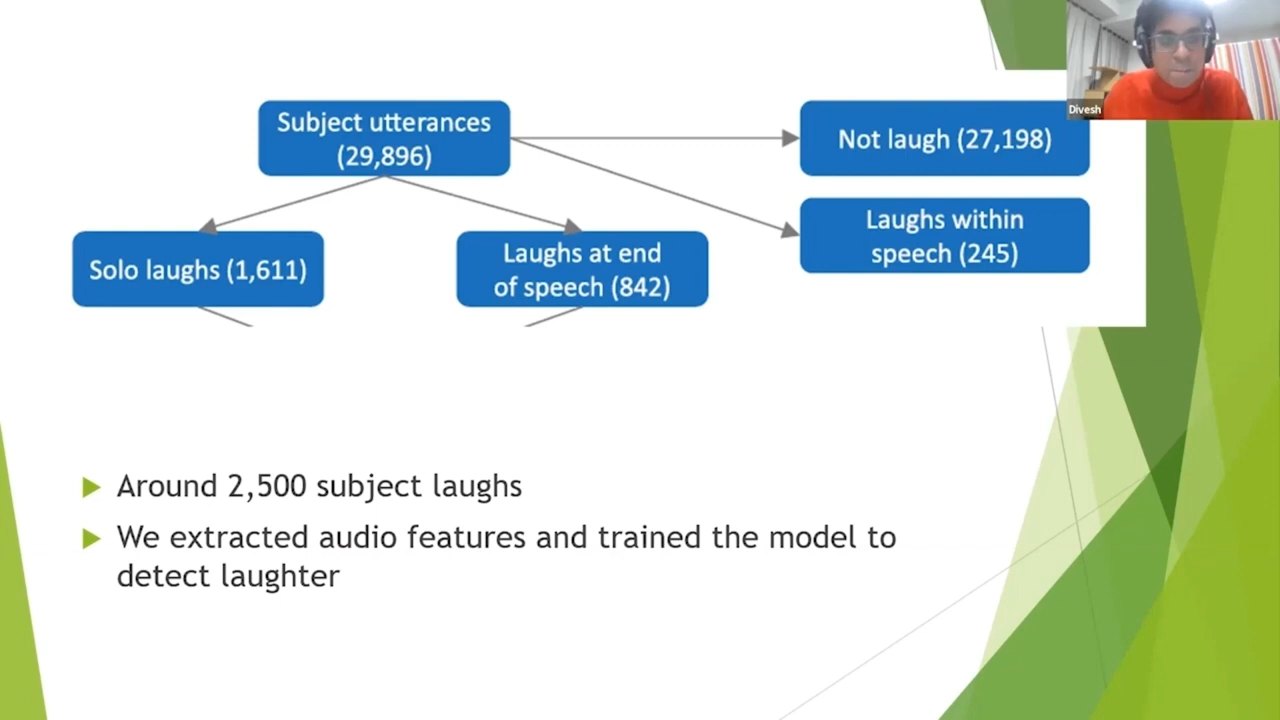 Divesh
Subject utterances
(29,896)
Not laugh (27,198)
Laughs within
speech (245)
Solo laughs (1,611)
Laughs at end
of speech (842)
Around 2,500 subject laughs
We extracted audio features and trained the model to
detect laughter